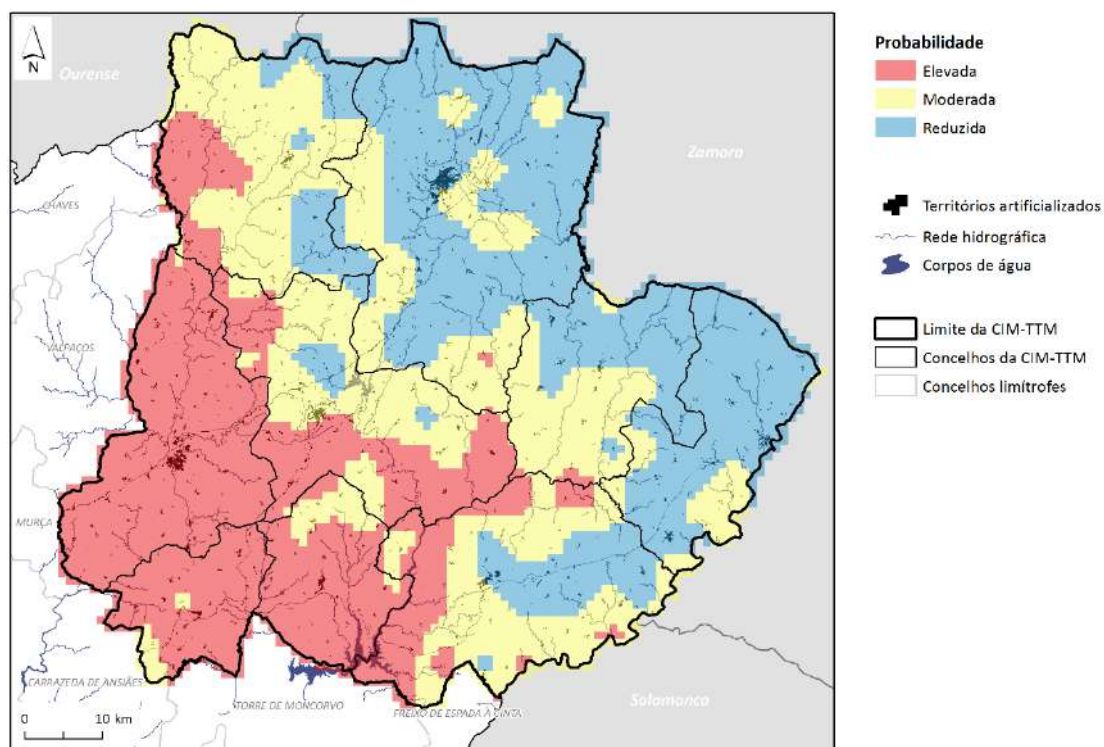 N
Ourense
Zamora
CHAVES
VALPAÇOS
MURÇA
CARRAZEDA DE ANSIÃES
TORRE DE MONCORVO
FREIXO DE ESPADA À CINTA
Salamanca
0 10 km
Probabilidade
Elevada
Moderada
Reduzida
Territórios artificializados
Rede hidrográfica
Corpos de água
Limite da CIM-TTM
Concelhos da CIM-TTM
Concelhos limítrofes